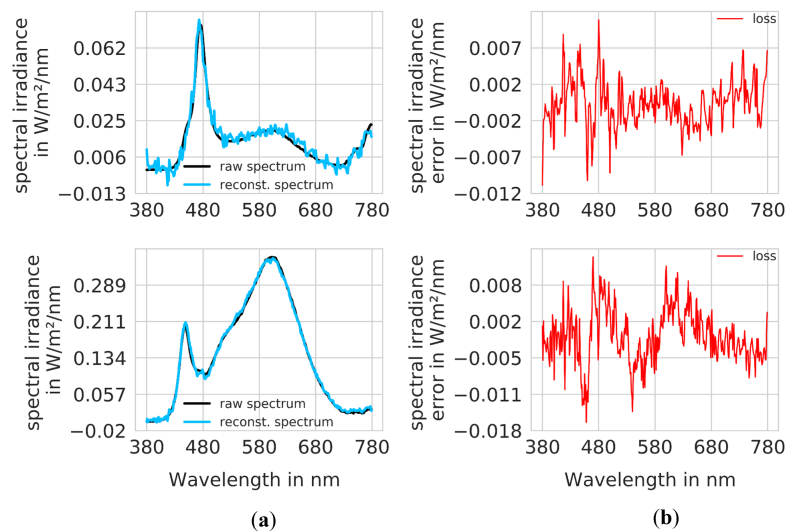 spectral irradiance
in W/m²/nm
0.062
0.043
0.025
0.006
−0.013
raw spectrum
reconst. spectrum
380 480 580 680 780
spectral irradiance
error in W/m²/nm
0.007
0.002
−0.002
−0.007
−0.012
loss
380 480 580 680 780
spectral irradiance
in W/m²/nm
0.289
0.211
0.134
0.057
−0.02
raw spectrum
reconst. spectrum
380 480 580 680 780
Wavelength in nm
(a)
spectral irradiance
error in W/m²/nm
0.008
0.002
−0.005
−0.011
−0.018
loss
380 480 580 680 780
Wavelength in nm
(b)